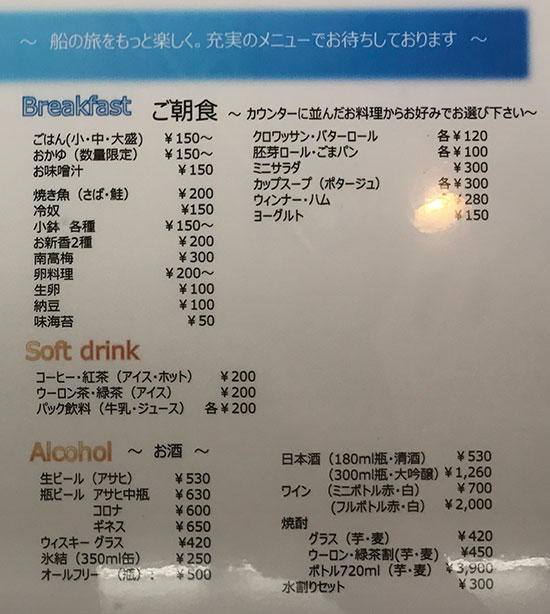 ～ 船の旅をもっと楽しく。充実のメニューでお待ちしております ～
Breakfast ご朝食 ～ カウンターに並んだお料理からお好みでお選び下さい～
ごはん(小・中・大盛) ￥150～
おかゆ（数量限定） ￥150～
お味噌汁 ￥150
焼き魚（さば・鮭） ￥200
冷奴 ￥150
小鉢 各種 ￥150～
お新香2種 ￥200
南高梅 ￥300
卵料理 ￥200～
生卵 ￥100
納豆 ￥100
味海苔 ￥50
クロワッサン・バターロール 各￥120
胚芽ロール・ごまパン 各￥100
ミニサラダ ￥300
カップスープ（ポタージュ） 各￥300
ウィンナー・ハム ￥280
ヨーグルト ￥150
Soft drink
コーヒー・紅茶（アイス・ホット） ￥200
ウーロン茶・緑茶（アイス） ￥200
パック飲料（牛乳・ジュース） 各￥200
Alcohol ～ お酒 ～
生ビール（アサヒ） ￥530
瓶ビール アサヒ中瓶 ￥630
コロナ ￥600
ギネス ￥650
ウィスキー グラス ￥420
氷結（350ml缶） ￥250
オールフリー （瓶） ￥500
日本酒（180ml瓶・清酒） ￥530
（300ml瓶・大吟醸） ￥1,260
ワイン （ミニボトル赤・白） ￥700
（フルボトル赤・白） ￥2,000
焼酎
グラス（芋・麦） ￥420
ウーロン・緑茶割(芋・麦) ￥450
ボトル720ml（芋・麦） ￥3,900
水割りセット ￥300